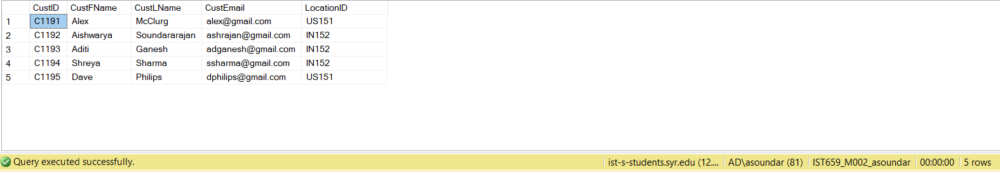 CustID CustFName CustLName CustEmail LocationID
1 C1191 Alex McClurg alex@gmail.com US151
2 C1192 Aishwarya Soundararajan ashrajan@gmail.com IN152
3 C1193 Aditi Ganesh adganesh@gmail.com IN152
4 C1194 Shreya Sharma ssharma@gmail.com IN152
5 C1195 Dave Philips dphilips@gmail.com US151
Query executed successfully. ist-s-students.syr.edu (12.... AD\asoundar (81) IST659_M002_asoundar 00:00:00 5 rows